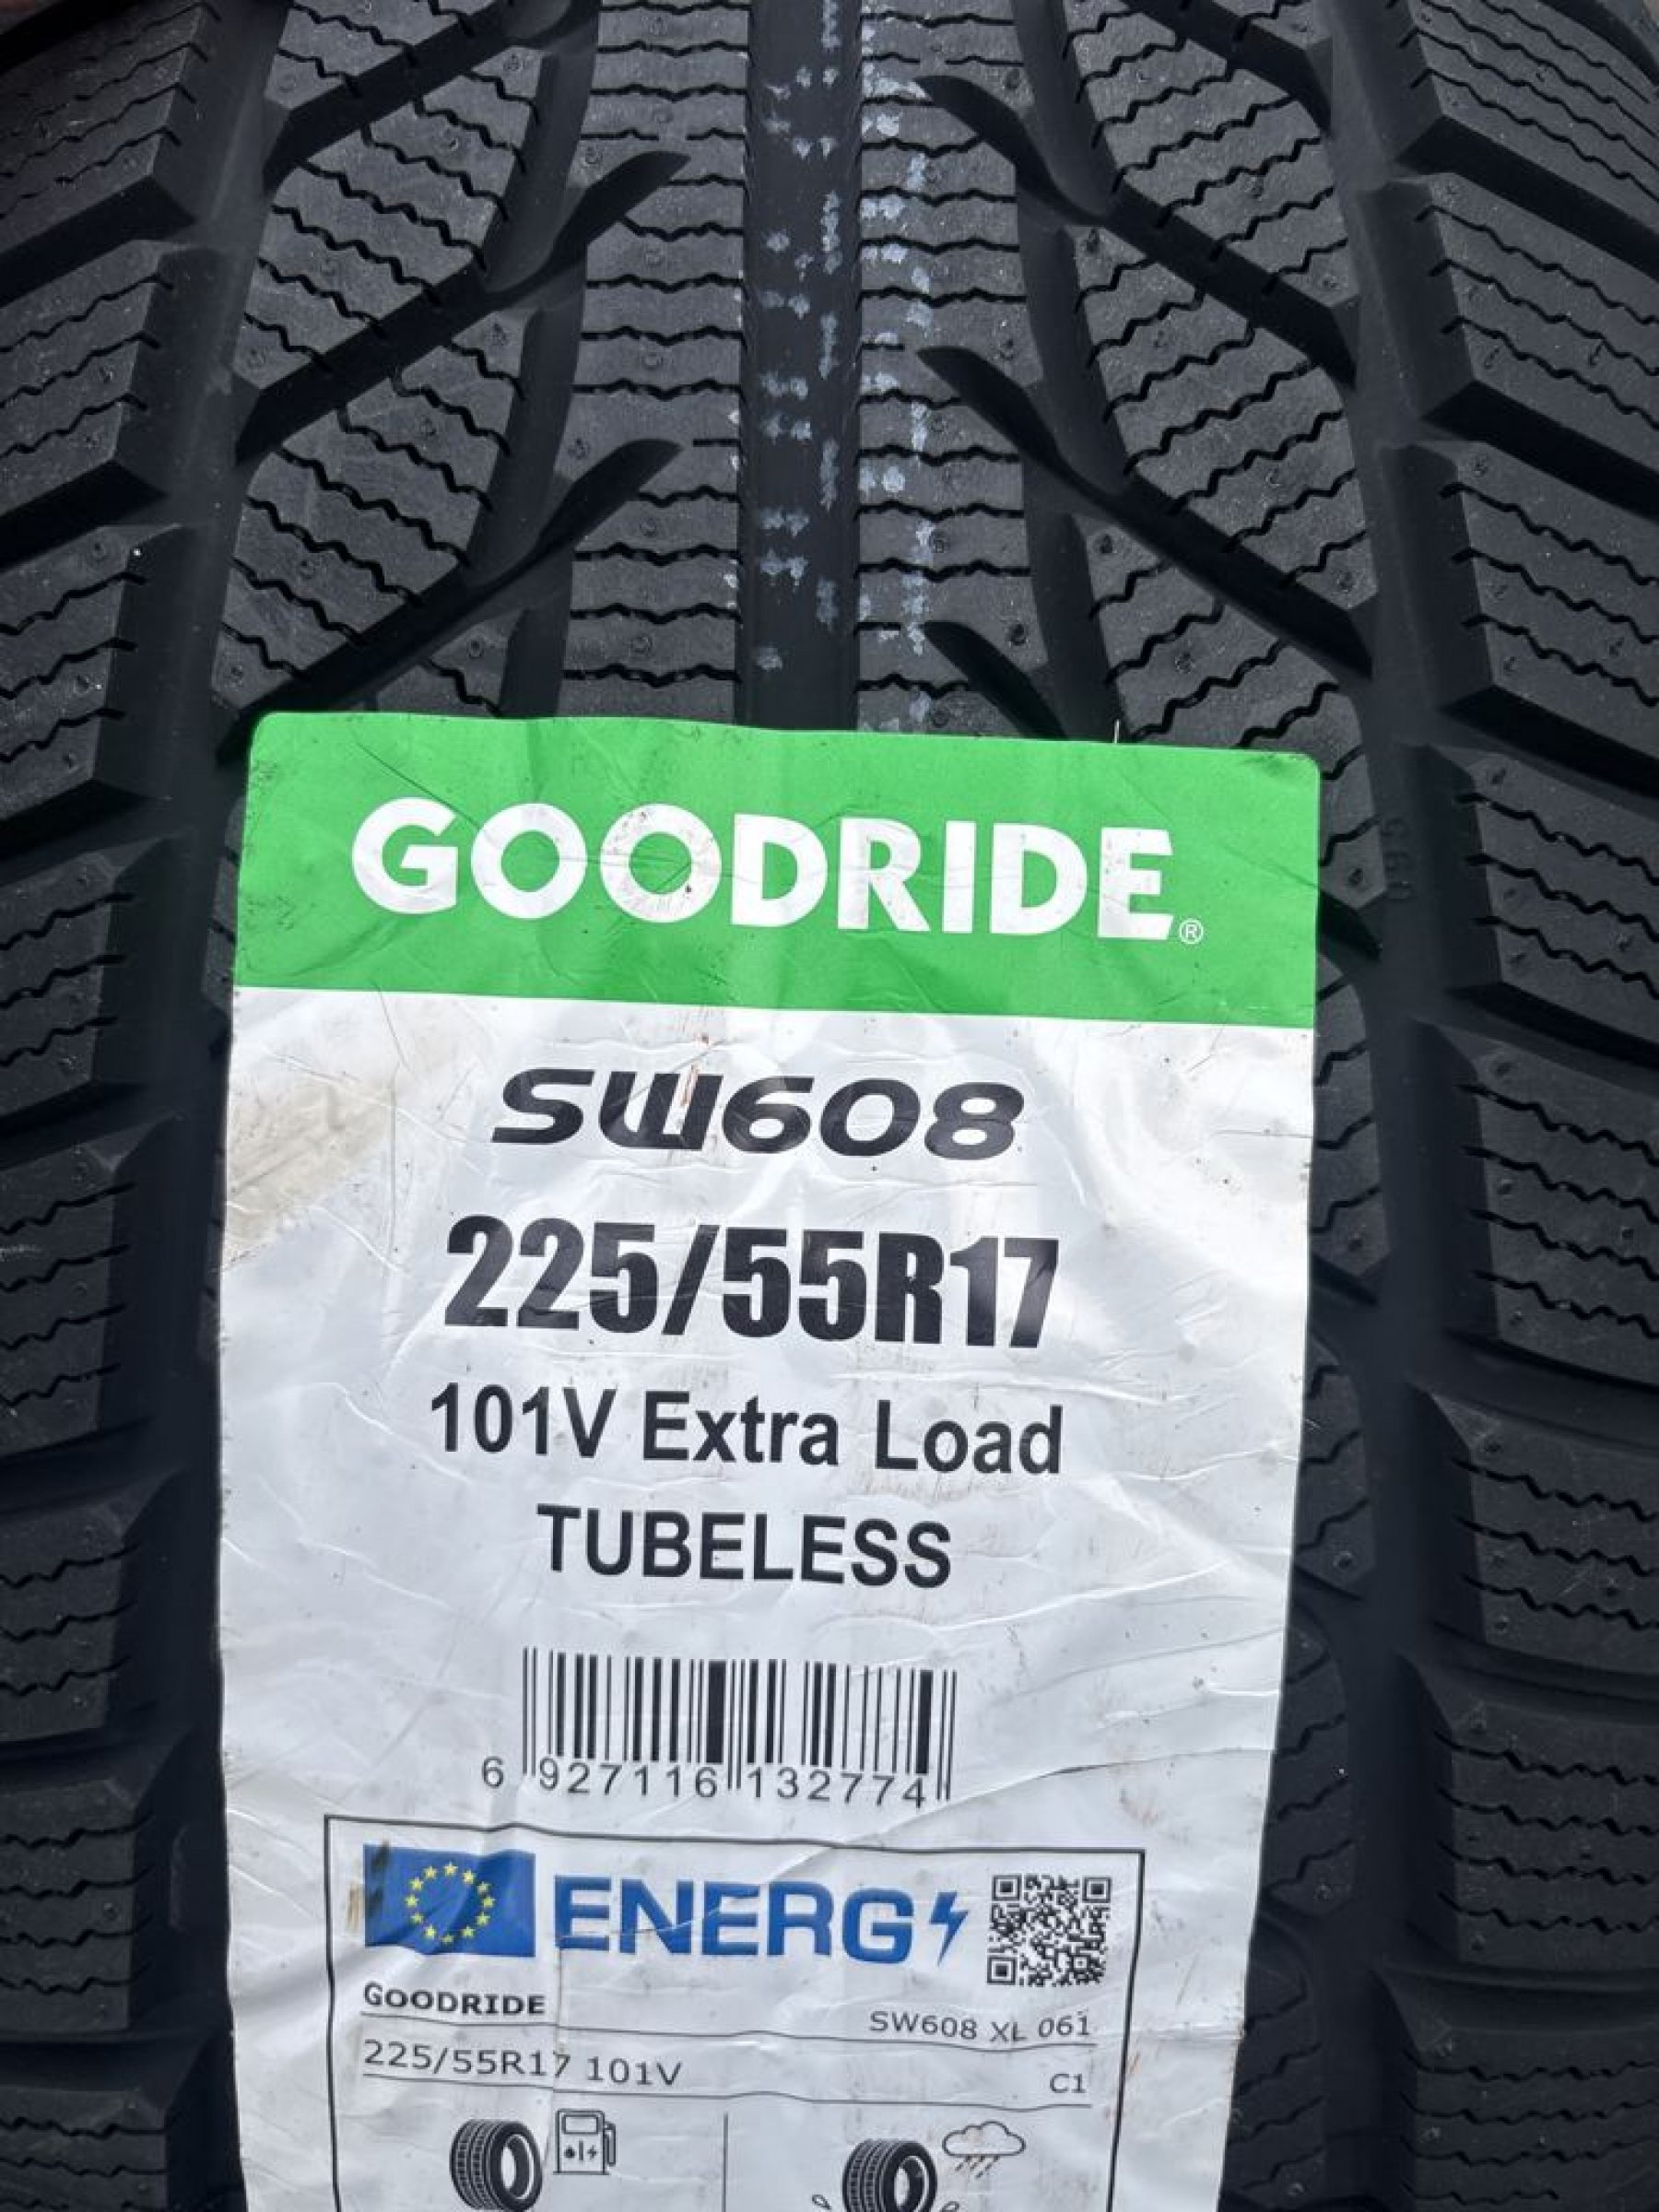 GOODRIDE®
SW608
225/55R17
101V Extra Load
TUBELESS
6 927116 132774
ENERG
GOODRIDE
SW608 XL 061
225/55R17 101V
C1